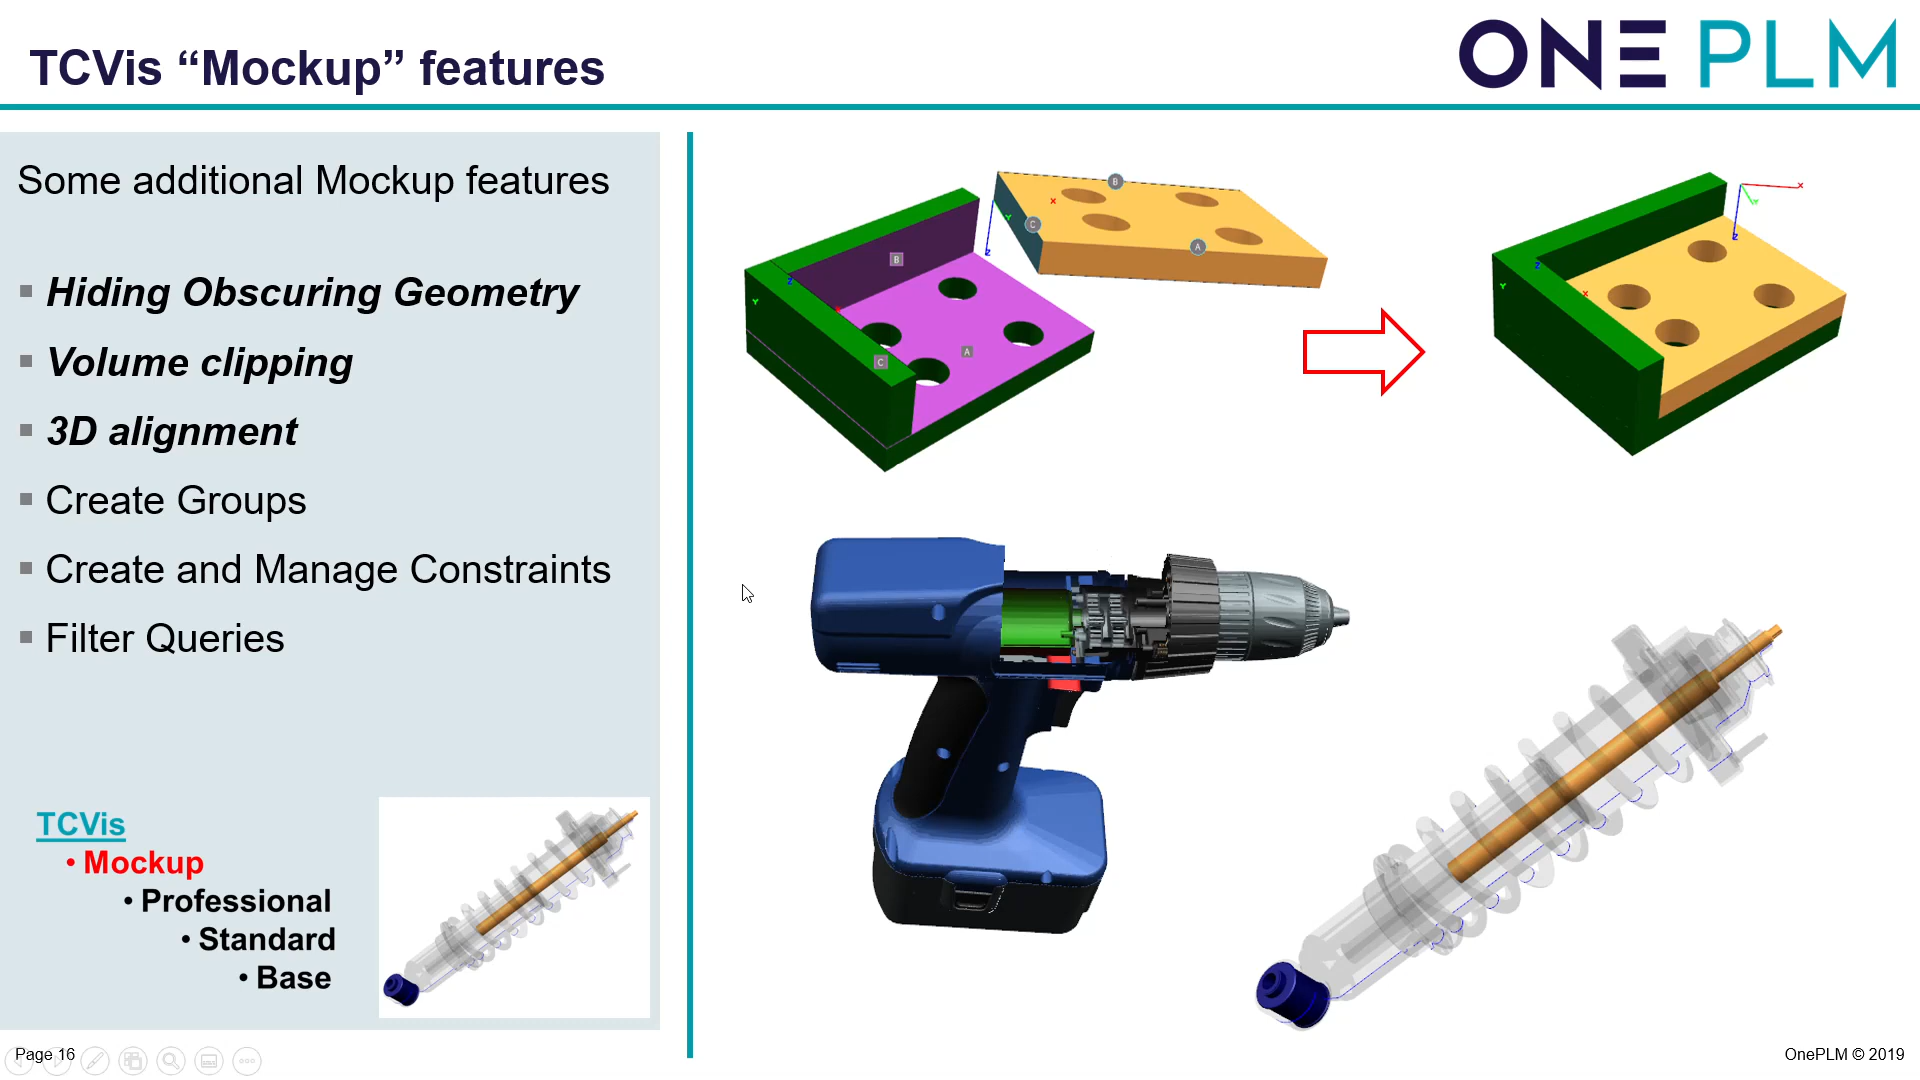 TCVis “Mockup” features
ONE PLM
Some additional Mockup features
▪ Hiding Obscuring Geometry
▪ Volume clipping
▪ 3D alignment
▪ Create Groups
▪ Create and Manage Constraints
▪ Filter Queries
TCVis
• Mockup
• Professional
• Standard
• Base
B
C
A
X
Y
Z
B
C
A
Y
Z
X
Y
Z
Y
Z
X
Page 16
OnePLM © 2019